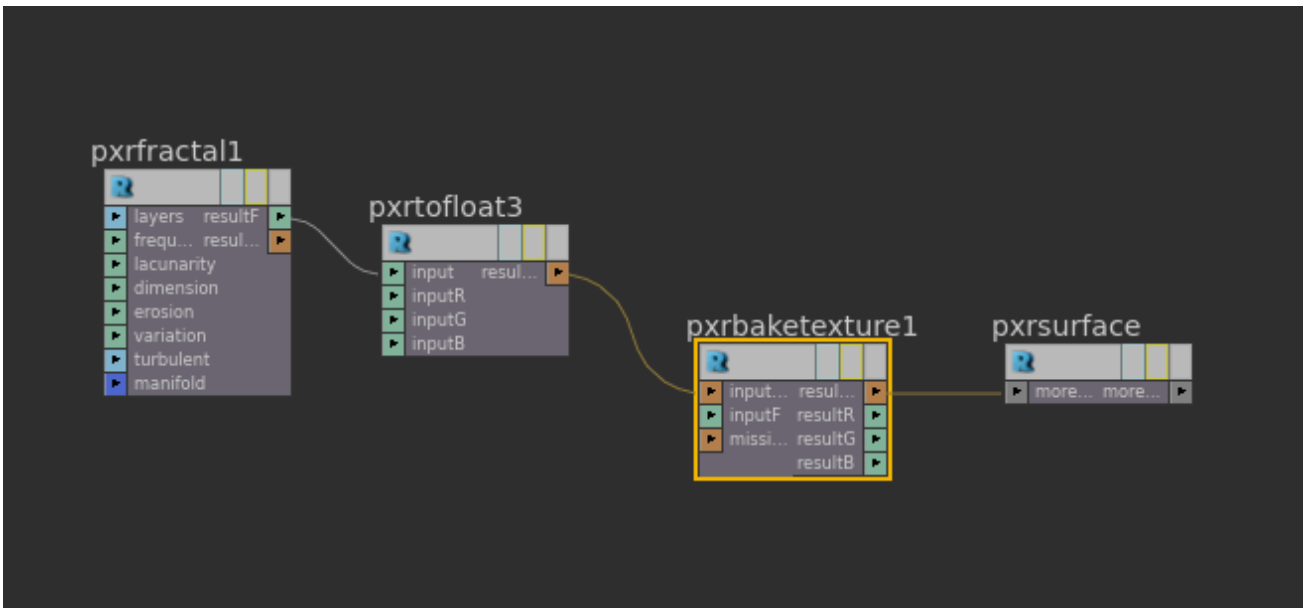 pxrfractal1
layers resultF
frequ... resul...
lacunarity
dimension
erosion
variation
turbulent
manifold
pxrtofloat3
input resul...
inputR
inputG
inputB
pxrbaketexture1
input... resul...
inputF resultR
missi... resultG
resultB
pxrsurface
more... more...